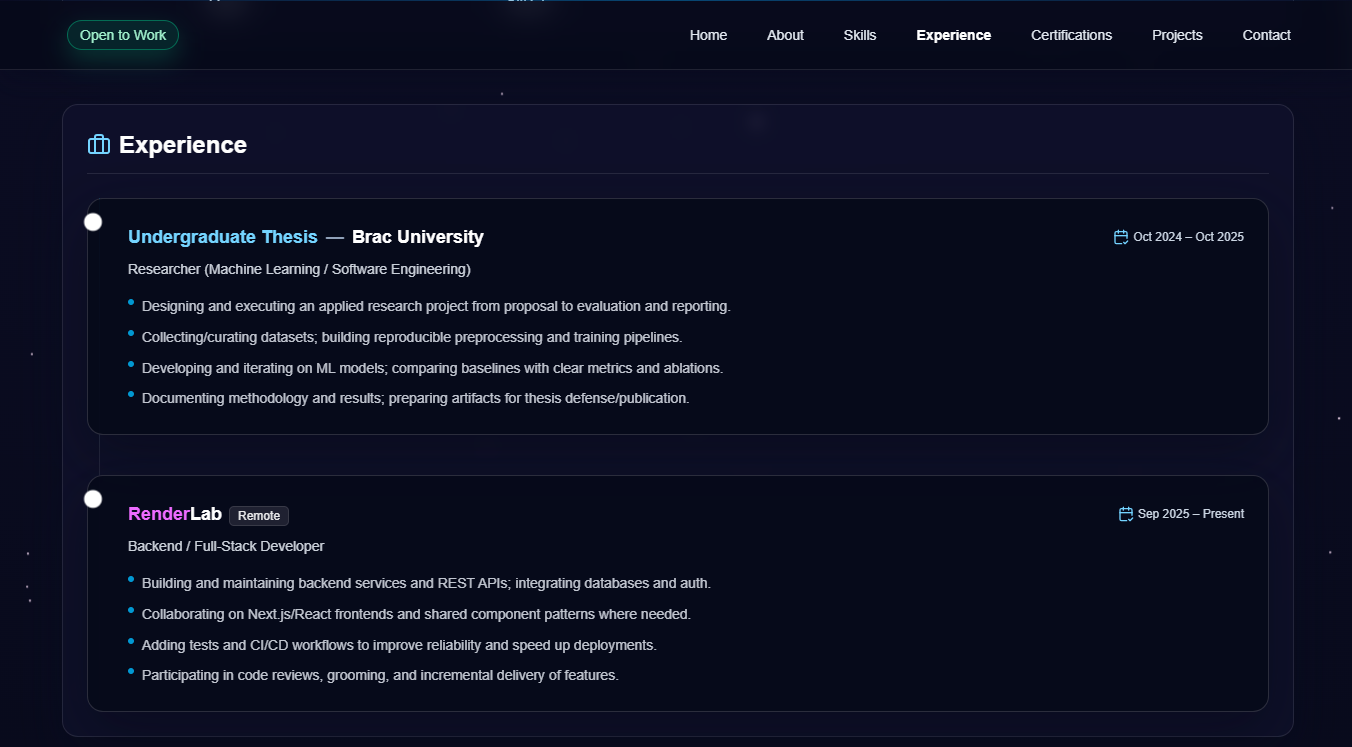 Open to Work
Home About Skills Experience Certifications Projects Contact
Experience
Undergraduate Thesis — Brac University
Oct 2024 – Oct 2025
Researcher (Machine Learning / Software Engineering)
Designing and executing an applied research project from proposal to evaluation and reporting.
Collecting/curating datasets; building reproducible preprocessing and training pipelines.
Developing and iterating on ML models; comparing baselines with clear metrics and ablations.
Documenting methodology and results; preparing artifacts for thesis defense/publication.
RenderLab Remote
Sep 2025 – Present
Backend / Full-Stack Developer
Building and maintaining backend services and REST APIs; integrating databases and auth.
Collaborating on Next.js/React frontends and shared component patterns where needed.
Adding tests and CI/CD workflows to improve reliability and speed up deployments.
Participating in code reviews, grooming, and incremental delivery of features.